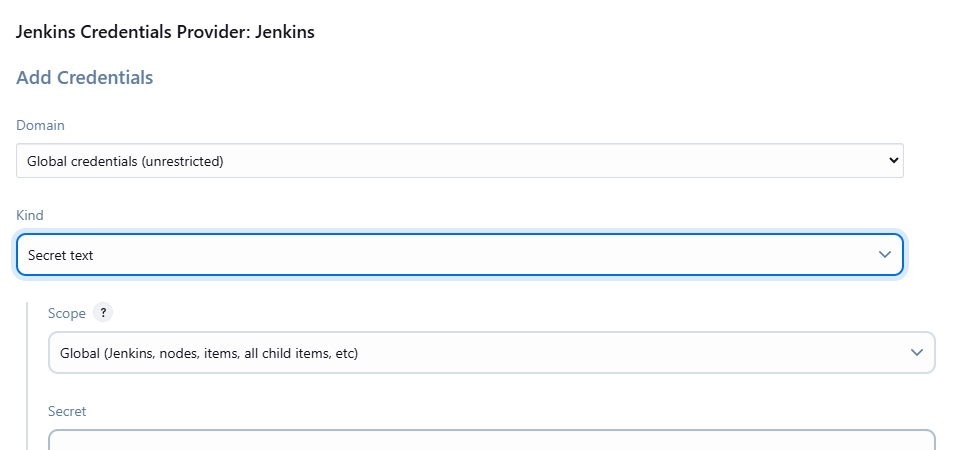 Jenkins Credentials Provider: Jenkins
Add Credentials
Domain
Global credentials (unrestricted)
Kind
Secret text
Scope ?
Global (Jenkins, nodes, items, all child items, etc)
Secret